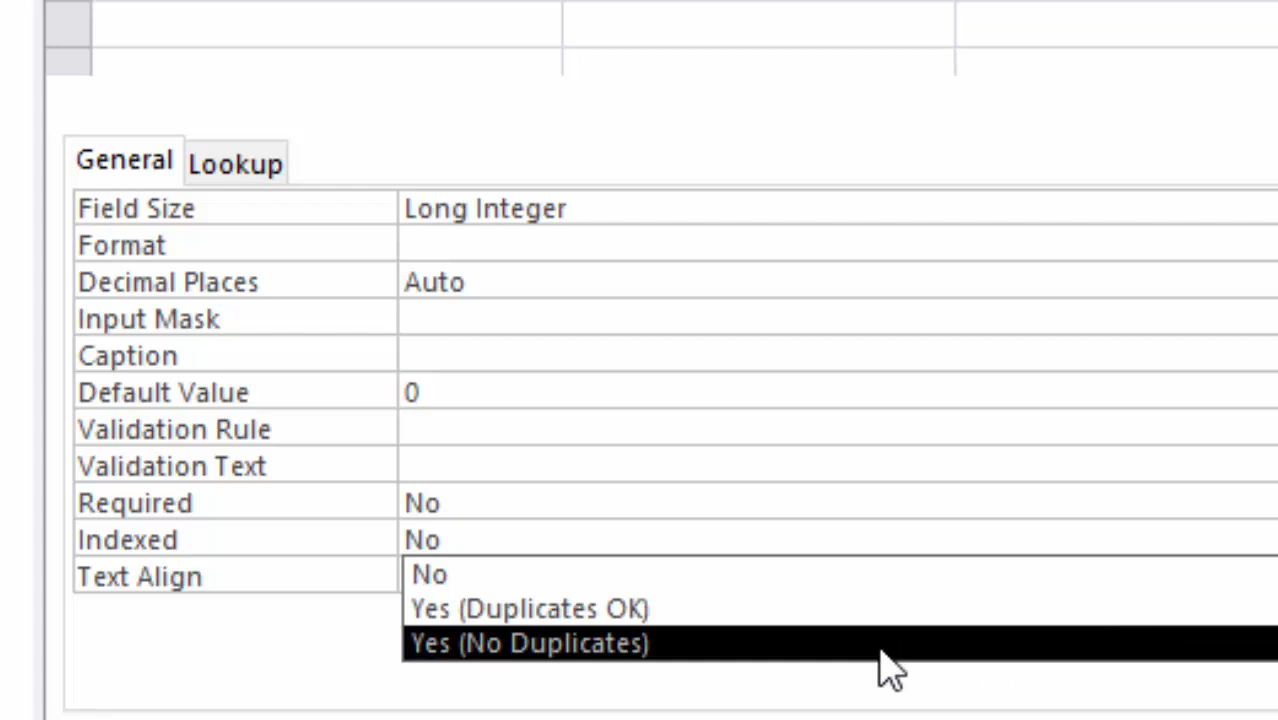 General Lookup
Field Size Long Integer
Format
Decimal Places Auto
Input Mask
Caption
Default Value 0
Validation Rule
Validation Text
Required No
Indexed No
Text Align
No
Yes (Duplicates OK)
Yes (No Duplicates)